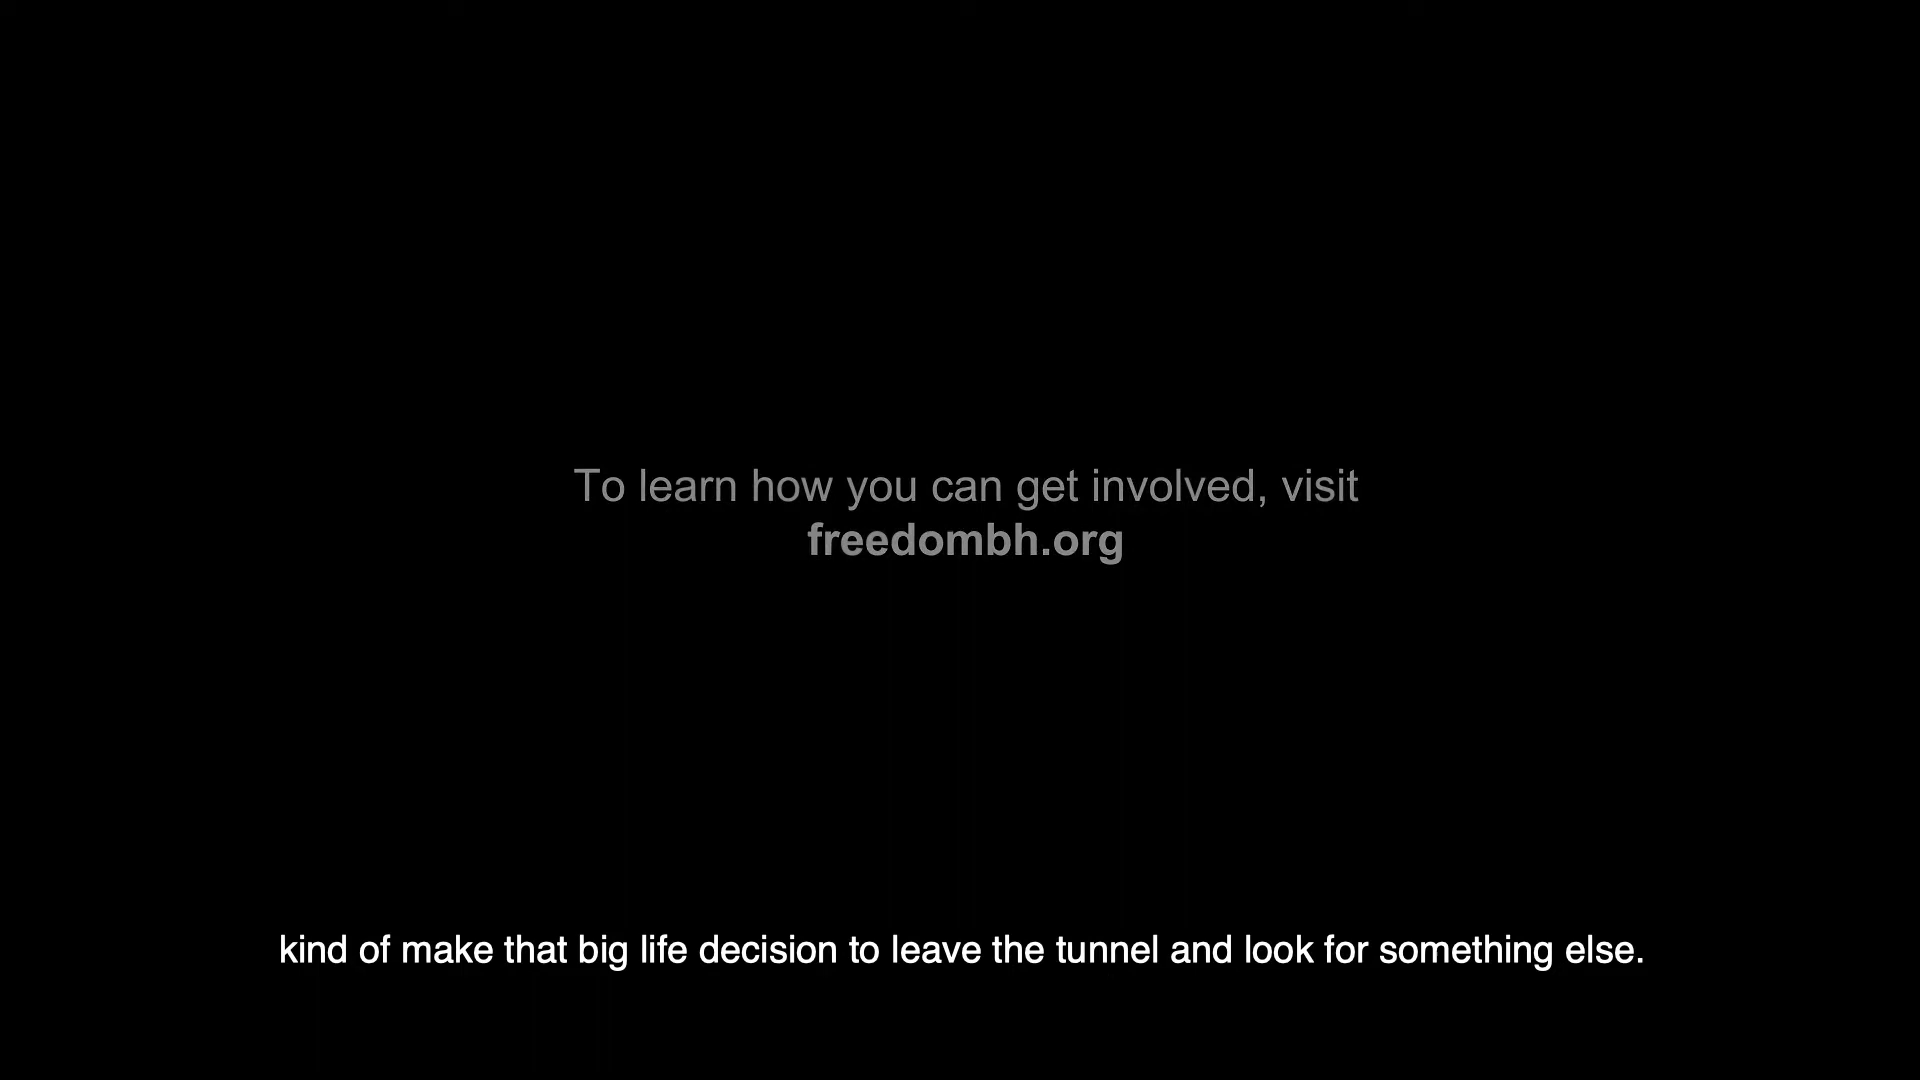 To learn how you can get involved, visit
freedombh.org
kind of make that big life decision to leave the tunnel and look for something else.